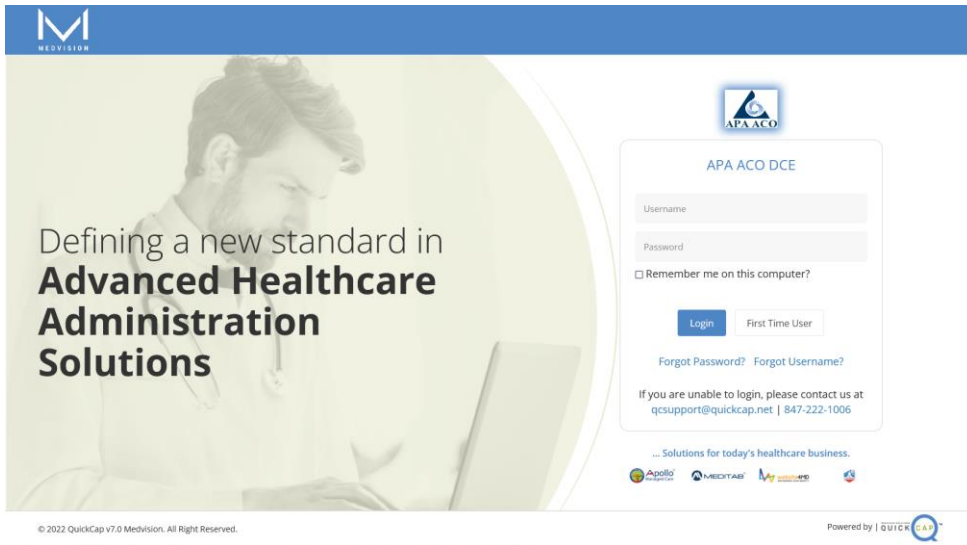 MEDVISION
APA ACO
APA ACO DCE
Username
Password
Remember me on this computer?
Login First Time User
Forgot Password? Forgot Username?
If you are unable to login, please contact us at
qcsupport@quickcap.net | 847-222-1006
Defining a new standard in
Advanced Healthcare
Administration
Solutions
... Solutions for today's healthcare business.
Apollo MEDITAB
© 2022 QuickCap v7.0 Medvision. All Right Reserved.
Powered by | QUICK CAP